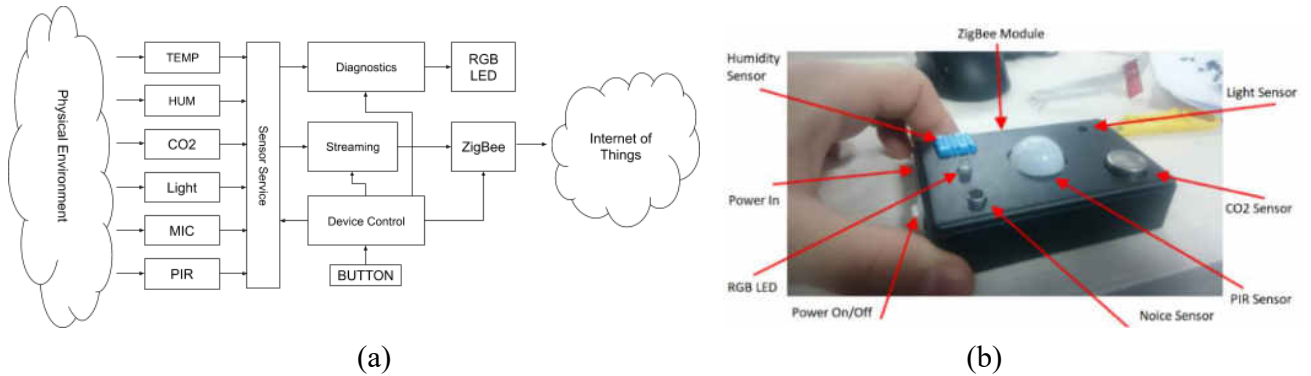 Physical Environment
TEMP
HUM
CO2
Light
MIC
PIR
Sensor Service
Diagnostics
Streaming
Device Control
BUTTON
RGB
LED
ZigBee
Internet of
Things
(a)
ZigBee Module
Humidity
Sensor
Light Sensor
Power In
CO2 Sensor
RGB LED
PIR Sensor
Power On/Off
Noice Sensor
(b)